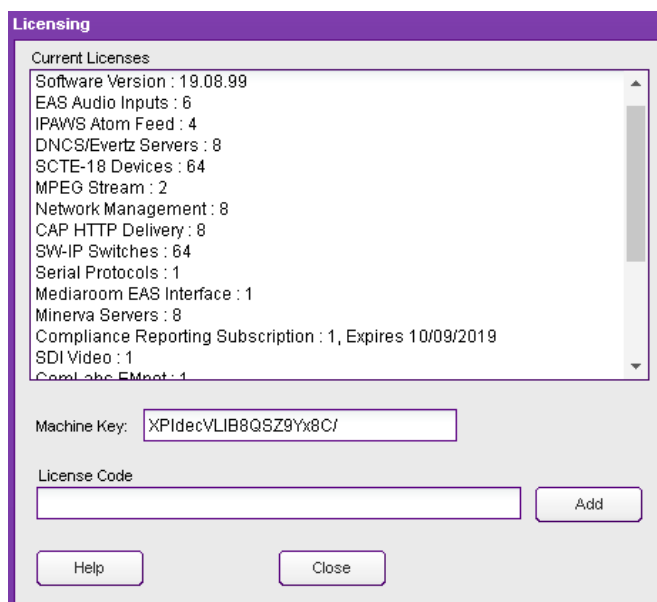 Licensing
Current Licenses
Software Version : 19.08.99
EAS Audio Inputs : 6
IPAWS Atom Feed : 4
DNCS/Evertz Servers : 8
SCTE-18 Devices : 64
MPEG Stream : 2
Network Management : 8
CAP HTTP Delivery : 8
SW-IP Switches : 64
Serial Protocols : 1
Mediaroom EAS Interface : 1
Minerva Servers : 8
Compliance Reporting Subscription : 1, Expires 10/09/2019
SDI Video : 1
ComLabs EMnet : 1
Machine Key: XPIdecVLIB8QSZ9Yx8C/
License Code
Add
Help Close